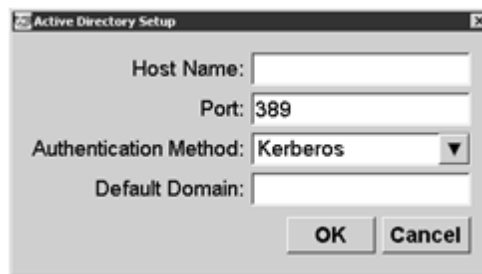 Active Directory Setup
Host Name:
Port: 389
Authentication Method: Kerberos
Default Domain:
OK Cancel